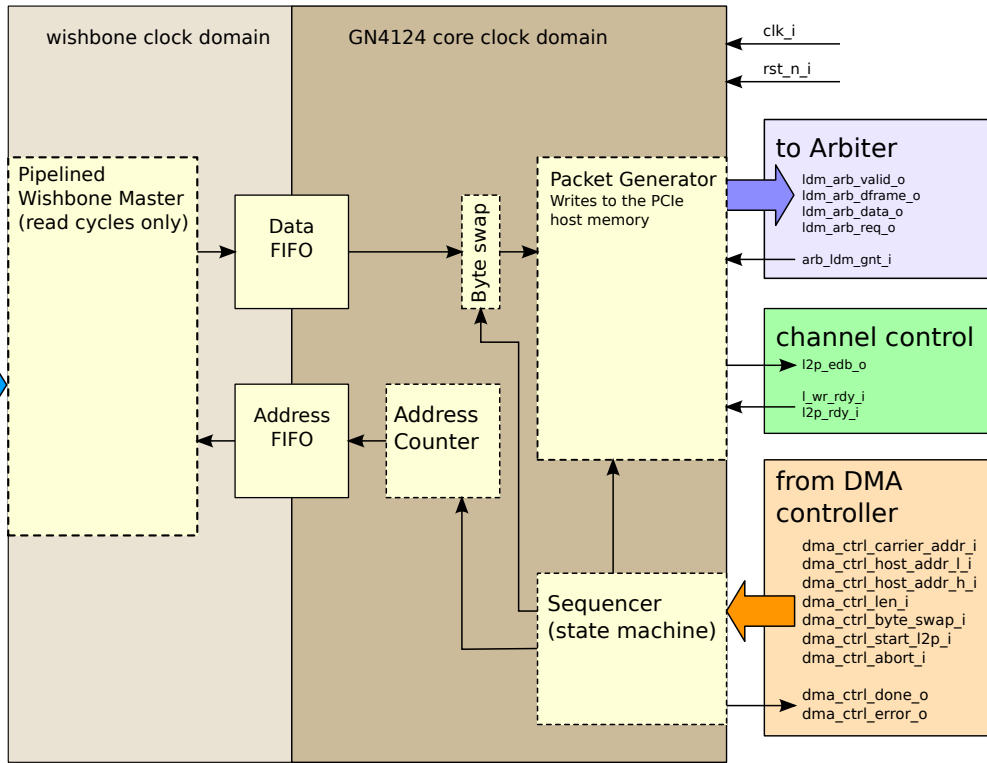 wishbone clock domain
GN4124 core clock domain
clk_i
rst_n_i
Pipelined
Wishbone Master
(read cycles only)
Data
FIFO
Byte swap
Packet Generator
Writes to the PCIe
host memory
to Arbiter
ldm_arb_valid_o
ldm_arb_dframe_o
ldm_arb_data_o
ldm_arb_req_o
arb_ldm_gnt_i
channel control
l2p_edb_o
l_wr_rdy_i
l2p_rdy_i
Address
FIFO
Address
Counter
Sequencer
(state machine)
from DMA
controller
dma_ctrl_carrier_addr_i
dma_ctrl_host_addr_l_i
dma_ctrl_host_addr_h_i
dma_ctrl_len_i
dma_ctrl_byte_swap_i
dma_ctrl_start_l2p_i
dma_ctrl_abort_i
dma_ctrl_done_o
dma_ctrl_error_o